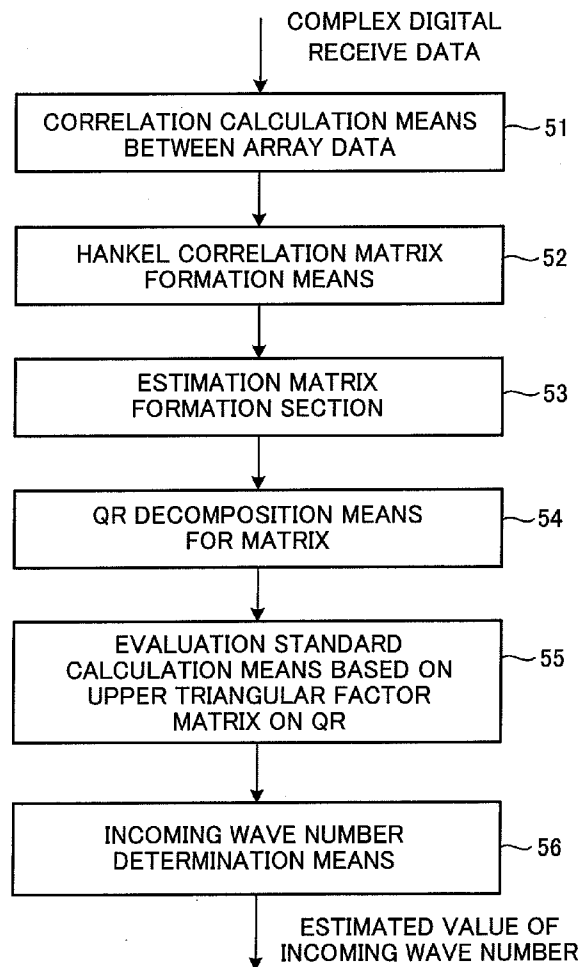 COMPLEX DIGITAL
RECEIVE DATA
CORRELATION CALCULATION MEANS
BETWEEN ARRAY DATA
51
HANKEL CORRELATION MATRIX
FORMATION MEANS
52
ESTIMATION MATRIX
FORMATION SECTION
53
QR DECOMPOSITION MEANS
FOR MATRIX
54
EVALUATION STANDARD
CALCULATION MEANS BASED ON
UPPER TRIANGULAR FACTOR
MATRIX ON QR
55
INCOMING WAVE NUMBER
DETERMINATION MEANS
56
ESTIMATED VALUE OF
INCOMING WAVE NUMBER